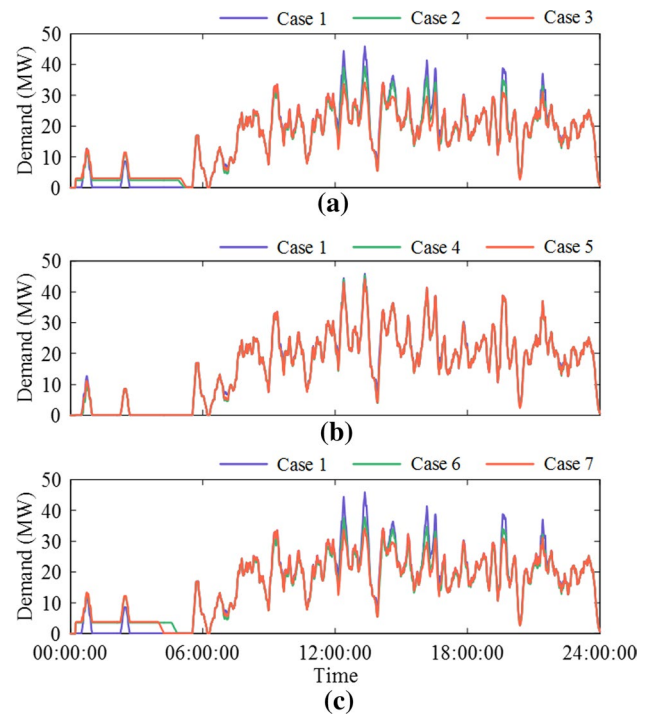 Case 1 Case 2 Case 3
50
40
30
20
10
0
Demand (MW)
(a)
Case 1 Case 4 Case 5
50
40
30
20
10
0
Demand (MW)
(b)
Case 1 Case 6 Case 7
50
40
30
20
10
0
Demand (MW)
00:00:00 06:00:00 12:00:00 18:00:00 24:00:00
Time
(c)